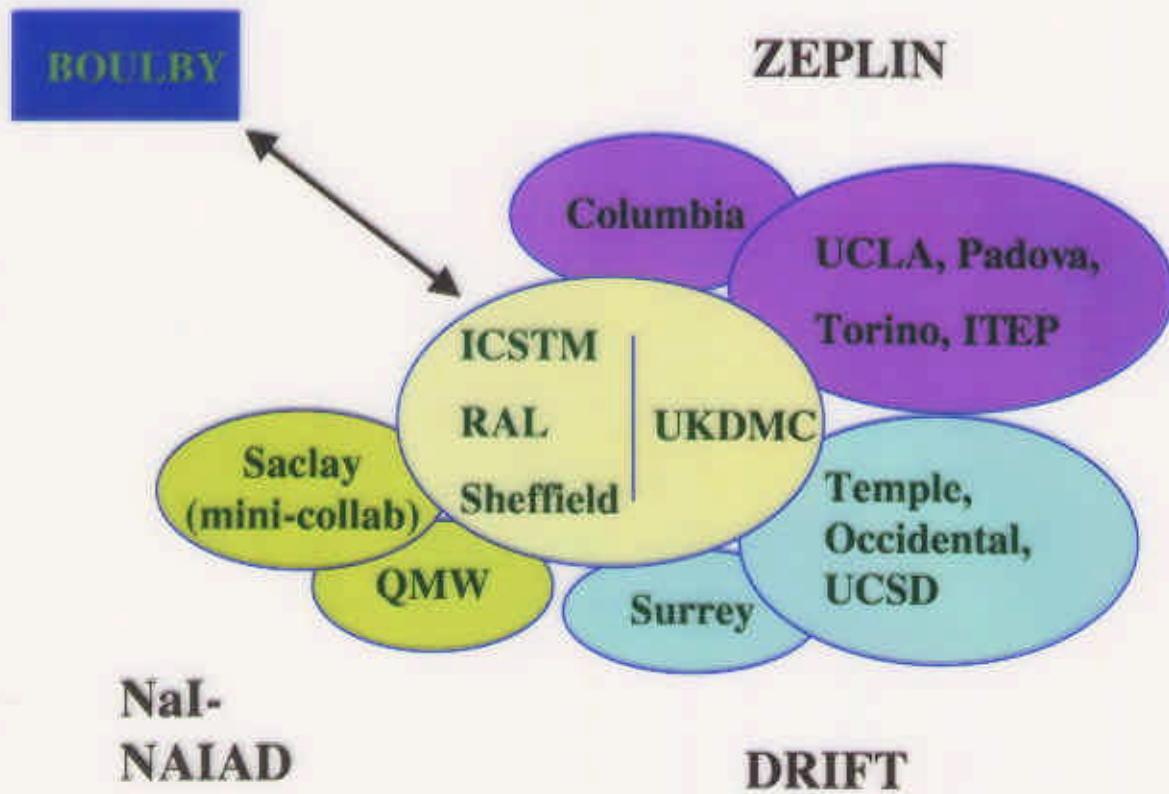 BOULBY
ZEPLIN
Columbia
UCLA, Padova,
Torino, ITEP
ICSTM
RAL
Sheffield
UKDMC
Saclay
(mini-collab)
QMW
Temple,
Occidental,
UCSD
Surrey
NaI-
NAIAD
DRIFT